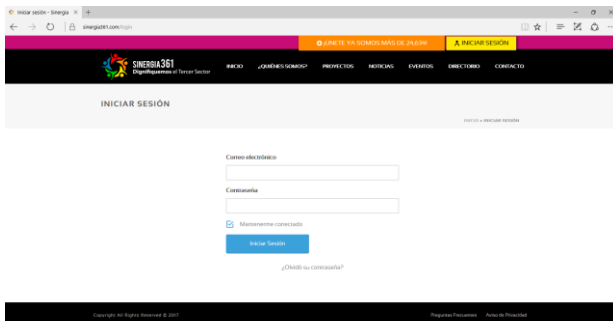 Iniciar sesión - Sinergia
sinergia361.com/login
¡ÚNETE YA SOMOS MÁS DE 24,639!
INICIAR SESIÓN
SINERGIA361
Dignifiquemos el Tercer Sector
INICIO ¿QUIÉNES SOMOS? PROYECTOS NOTICIAS EVENTOS DIRECTORIO CONTACTO
INICIAR SESIÓN
INICIO » INICIAR SESIÓN
Correo electrónico
Contraseña
Mantenerme conectado
Iniciar Sesión
¿Olvidó su contraseña?
Copyright All Rights Reserved © 2017
Preguntas Frecuentes Aviso de Privacidad